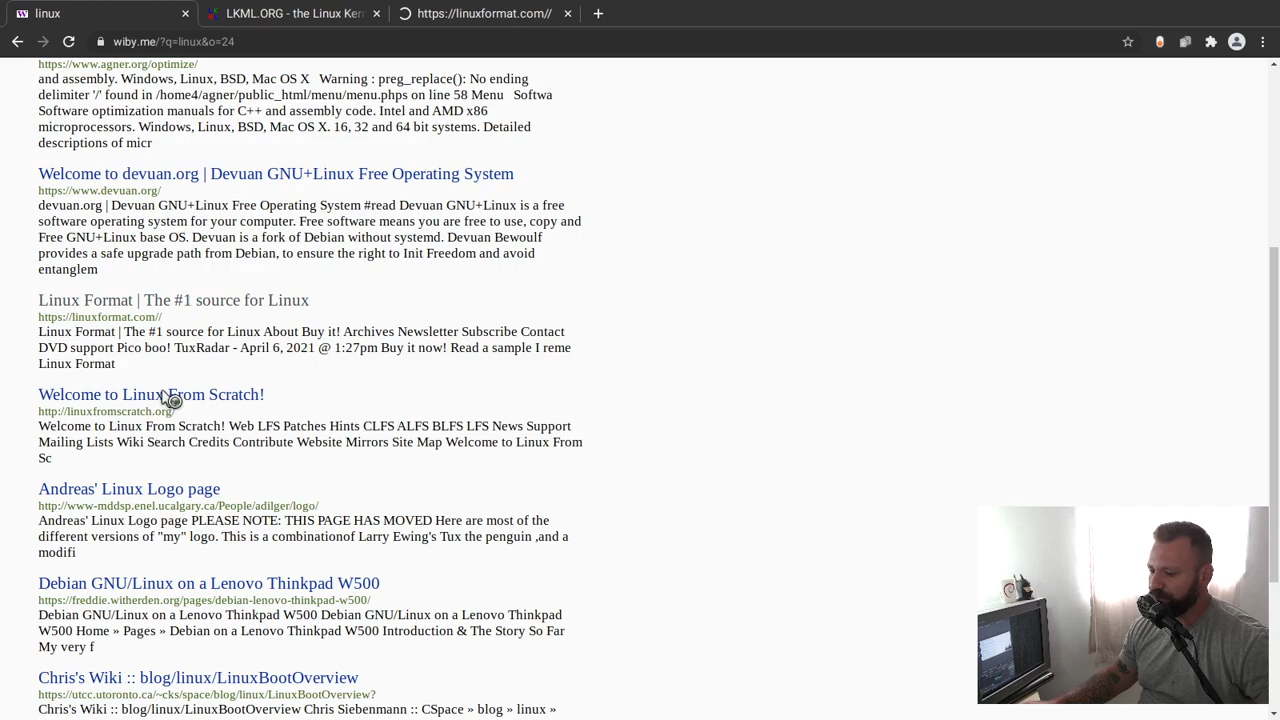 linux
LKML.ORG - the Linux Ker
https://linuxformat.com//
wiby.me/?q=linux&o=24
https://www.agner.org/optimize/
and assembly. Windows, Linux, BSD, Mac OS X Warning : preg_replace(): No ending
delimiter '/' found in /home4/agner/public_html/menu/menu.phps on line 58 Menu Softwa
Software optimization manuals for C++ and assembly code. Intel and AMD x86
microprocessors. Windows, Linux, BSD, Mac OS X. 16, 32 and 64 bit systems. Detailed
descriptions of micr
Welcome to devuan.org | Devuan GNU+Linux Free Operating System
https://www.devuan.org/
devuan.org | Devuan GNU+Linux Free Operating System #read Devuan GNU+Linux is a free
software operating system for your computer. Free software means you are free to use, copy and
Free GNU+Linux base OS. Devuan is a fork of Debian without systemd. Devuan Bewoulf
provides a safe upgrade path from Debian, to ensure the right to Init Freedom and avoid
entanglem
Linux Format | The #1 source for Linux
https://linuxformat.com//
Linux Format | The #1 source for Linux About Buy it! Archives Newsletter Subscribe Contact
DVD support Pico boo! TuxRadar - April 6, 2021 @ 1:27pm Buy it now! Read a sample I reme
Linux Format
Welcome to Linux From Scratch!
http://linuxfromscratch.org/
Welcome to Linux From Scratch! Web LFS Patches Hints CLFS ALFS BLFS LFS News Support
Mailing Lists Wiki Search Credits Contribute Website Mirrors Site Map Welcome to Linux From
Sc
Andreas' Linux Logo page
http://www-mddsp.enel.ucalgary.ca/People/adilger/logo/
Andreas' Linux Logo page PLEASE NOTE: THIS PAGE HAS MOVED Here are most of the
different versions of "my" logo. This is a combinationof Larry Ewing's Tux the penguin ,and a
modifi
Debian GNU/Linux on a Lenovo Thinkpad W500
https://freddie.witherden.org/pages/debian-lenovo-thinkpad-w500/
Debian GNU/Linux on a Lenovo Thinkpad W500 Debian GNU/Linux on a Lenovo Thinkpad
W500 Home » Pages » Debian on a Lenovo Thinkpad W500 Introduction & The Story So Far
My very f
Chris's Wiki :: blog/linux/LinuxBootOverview
https://utcc.utoronto.ca/~cks/space/blog/linux/LinuxBootOverview?
Chris's Wiki :: blog/linux/LinuxBootOverview Chris Siebenmann :: CSpace » blog » linux »